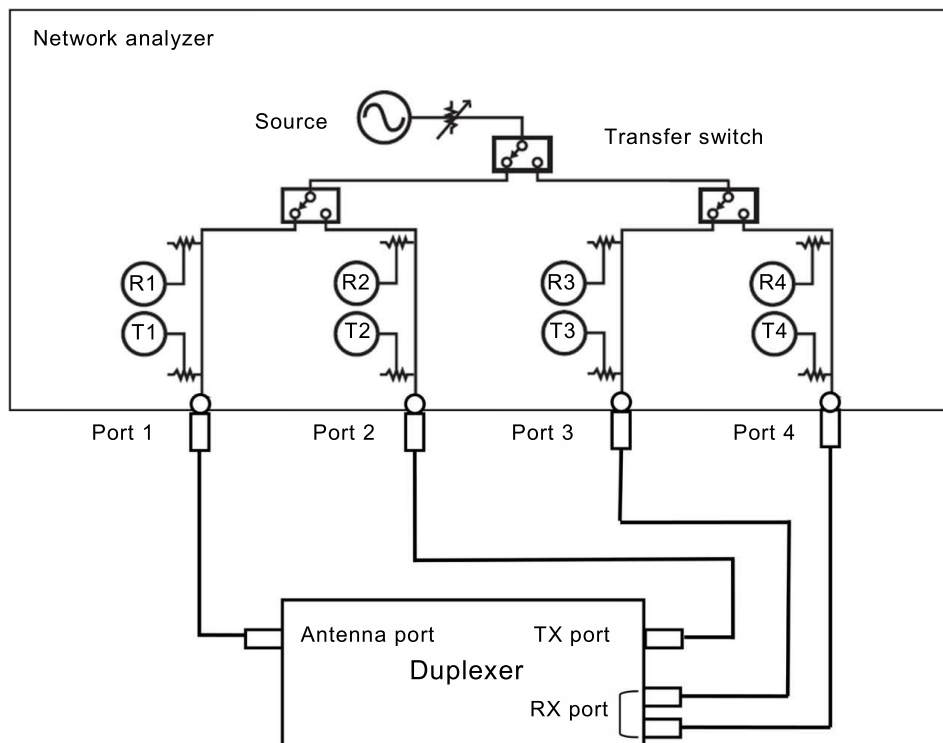 Network analyzer
Source
Transfer switch
R1
R2
R3
R4
T1
T2
T3
T4
Port 1
Port 2
Port 3
Port 4
Antenna port
TX port
Duplexer
RX port